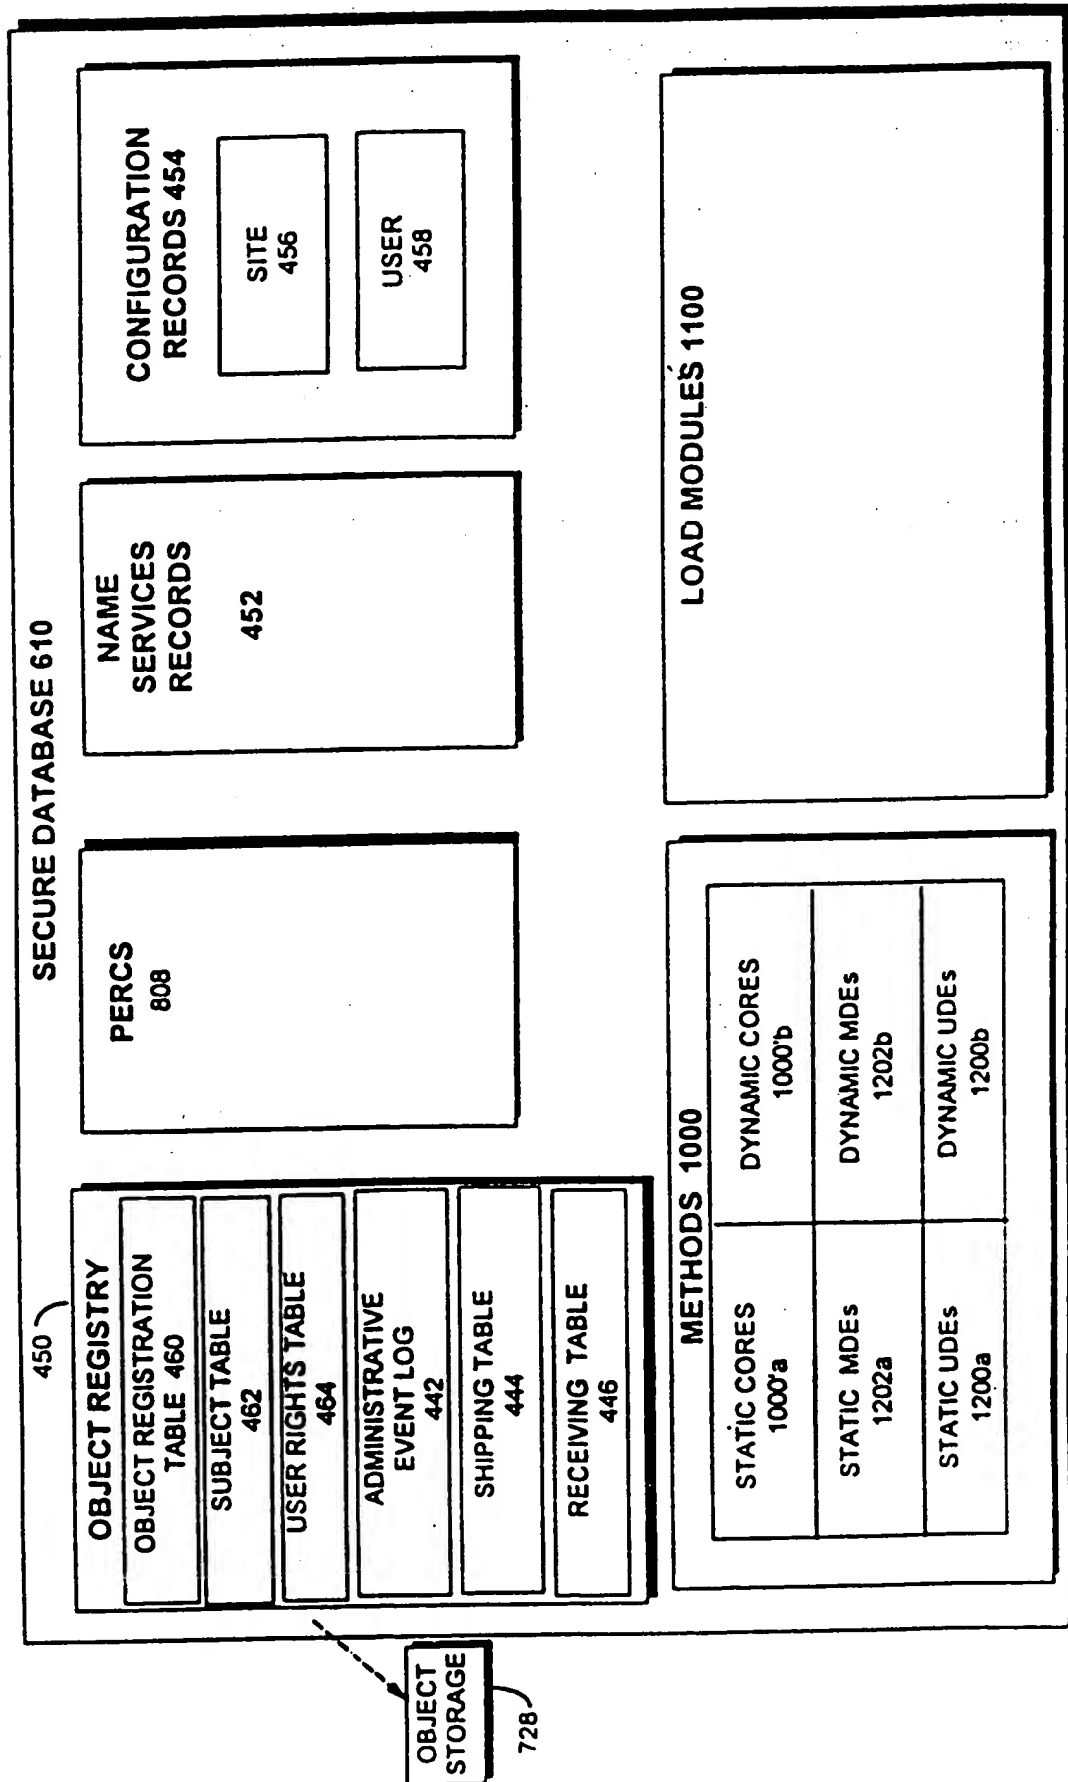 SECURE DATABASE 610
450
OBJECT REGISTRY
OBJECT REGISTRATION
TABLE 460
SUBJECT TABLE
462
USER RIGHTS TABLE
464
ADMINISTRATIVE
EVENT LOG
442
SHIPPING TABLE
444
RECEIVING TABLE
446
OBJECT
STORAGE
728
PERCS
808
NAME
SERVICES
RECORDS
452
CONFIGURATION
RECORDS 454
SITE
456
USER
458
METHODS 1000
STATIC CORES
1000'a
DYNAMIC CORES
1000'b
STATIC MDEs
1202a
DYNAMIC MDEs
1202b
STATIC UDEs
1200a
DYNAMIC UDEs
1200b
LOAD MODULES 1100